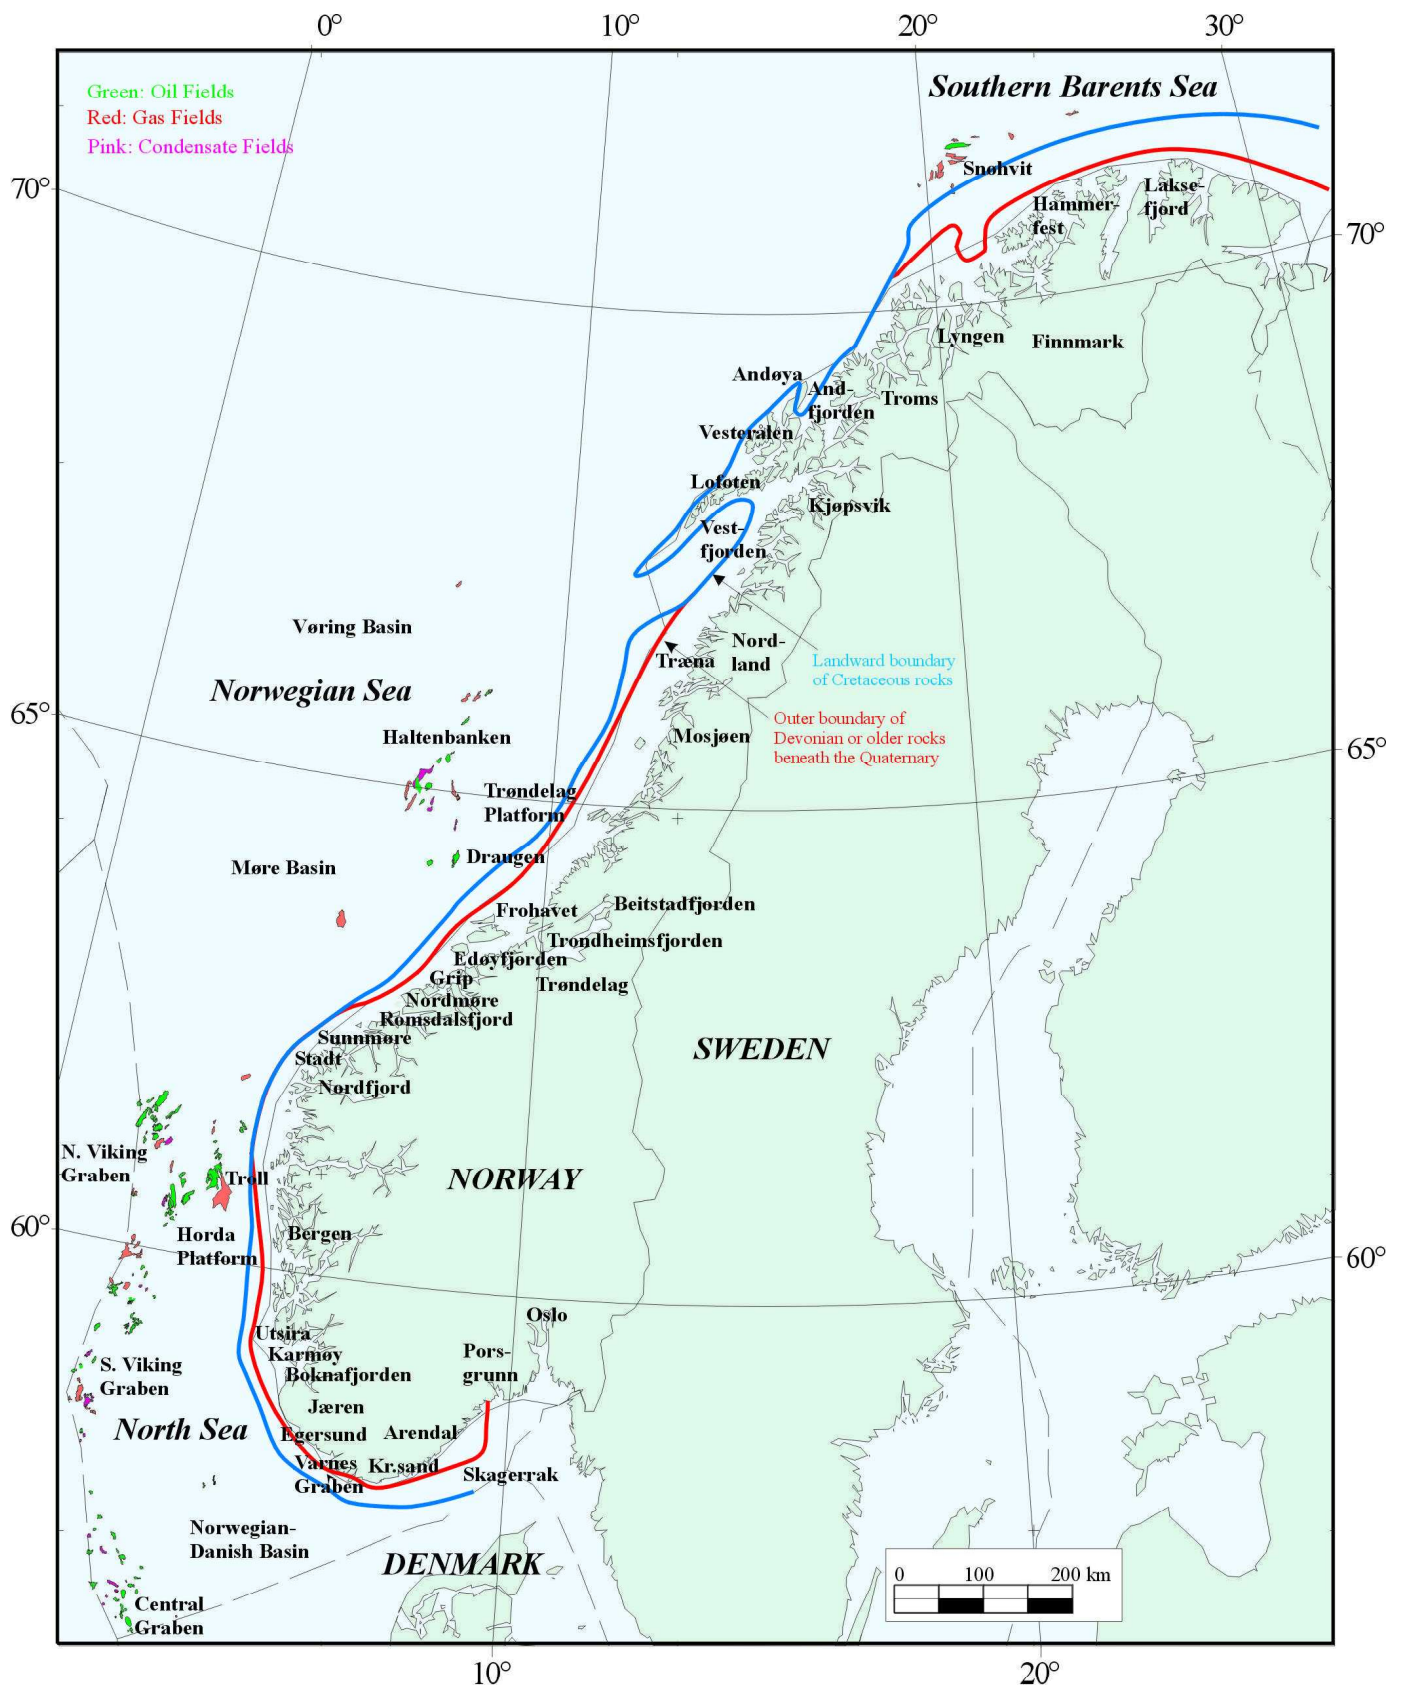 0°
10°
20°
30°
Southern Barents Sea
Green: Oil Fields
Red: Gas Fields
Pink: Condensate Fields
Snøhvit
70°
Lakse-
fjord
Hammer-
fest
70°
Lyngen
Finnmark
Andøya
And-
fjorden
Troms
Vesterålen
Lofoten
Kjøpsvik
Vest-
fjorden
Vøring Basin
Nord-
land
Træna
Landward boundary
of Cretaceous rocks
Norwegian Sea
65°
Outer boundary of
Devonian or older rocks
beneath the Quaternary
Haltenbanken
Mosjøen
65°
Trøndelag
Platform
Draugen
Møre Basin
Frohavet
Beitstadfjorden
Trondheimsfjorden
Edøyfjorden
Grip
Trøndelag
Nordmøre
Romsdalsfjord
Sunnmøre
Stadt
SWEDEN
Nordfjord
N. Viking
Graben
Troll
NORWAY
60°
Horda
Platform
Bergen
60°
Oslo
Utsira
Karmøy
Boknafjorden
Pors-
grunn
S. Viking
Graben
Jæren
North Sea
Egersund
Arendal
Varnes
Graben
Kr.sand
Skagerrak
Norwegian-
Danish Basin
DENMARK
0
100
200 km
Central
Graben
10°
20°